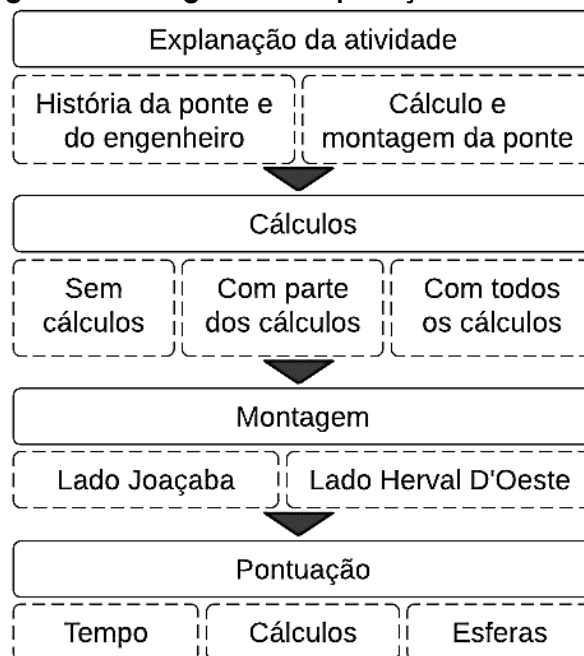 Explanação da atividade
História da ponte e
do engenheiro
Cálculo e
montagem da ponte
Cálculos
Sem
cálculos
Com parte
dos cálculos
Com todos
os cálculos
Montagem
Lado Joaçaba
Lado Herval D'Oeste
Pontuação
Tempo
Cálculos
Esferas